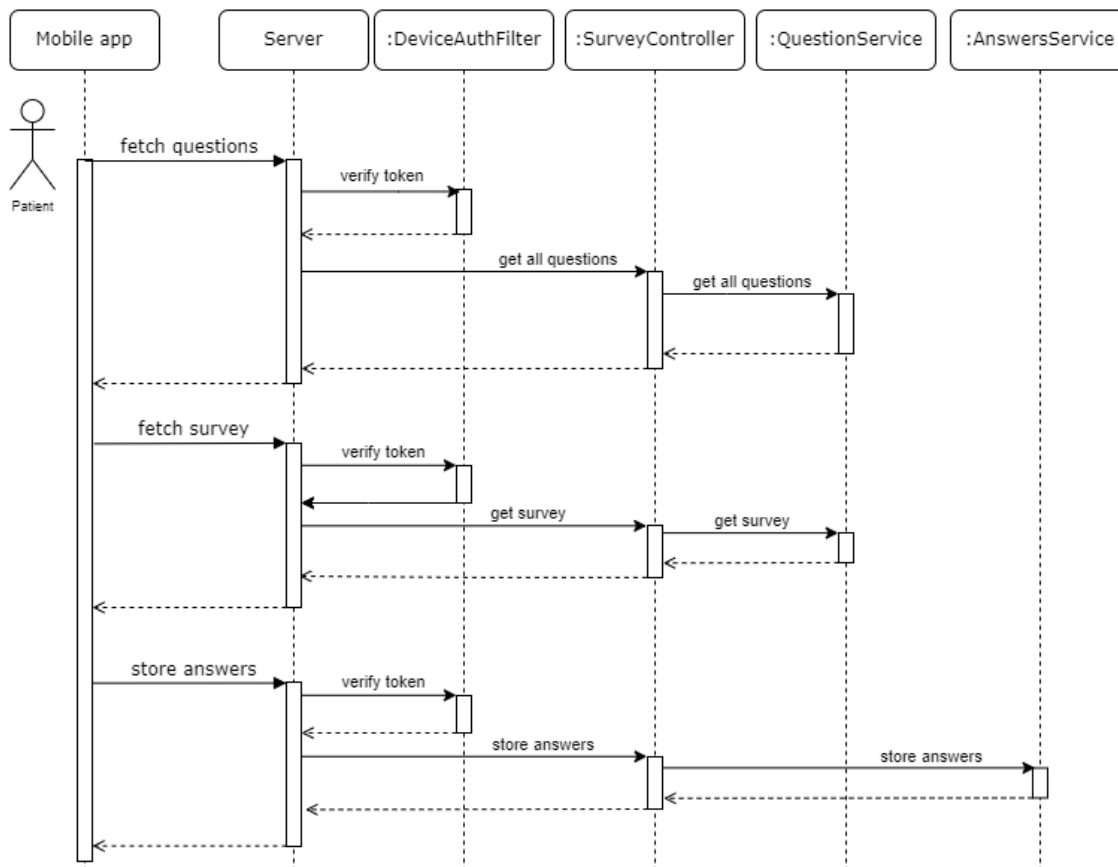 Mobile app
Server
:DeviceAuthFilter
:SurveyController
:QuestionService
:AnswersService
Patient
fetch questions
verify token
get all questions
get all questions
fetch survey
verify token
get survey
get survey
store answers
verify token
store answers
store answers